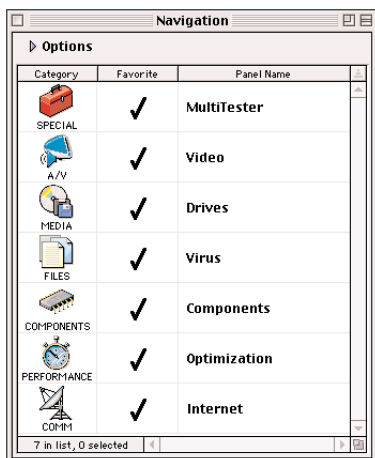 Navigation
Options
Category Favorite Panel Name
SPECIAL MultiTester
A/V Video
MEDIA Drives
FILES Virus
COMPONENTS Components
PERFORMANCE Optimization
COMM Internet
7 in list, 0 selected